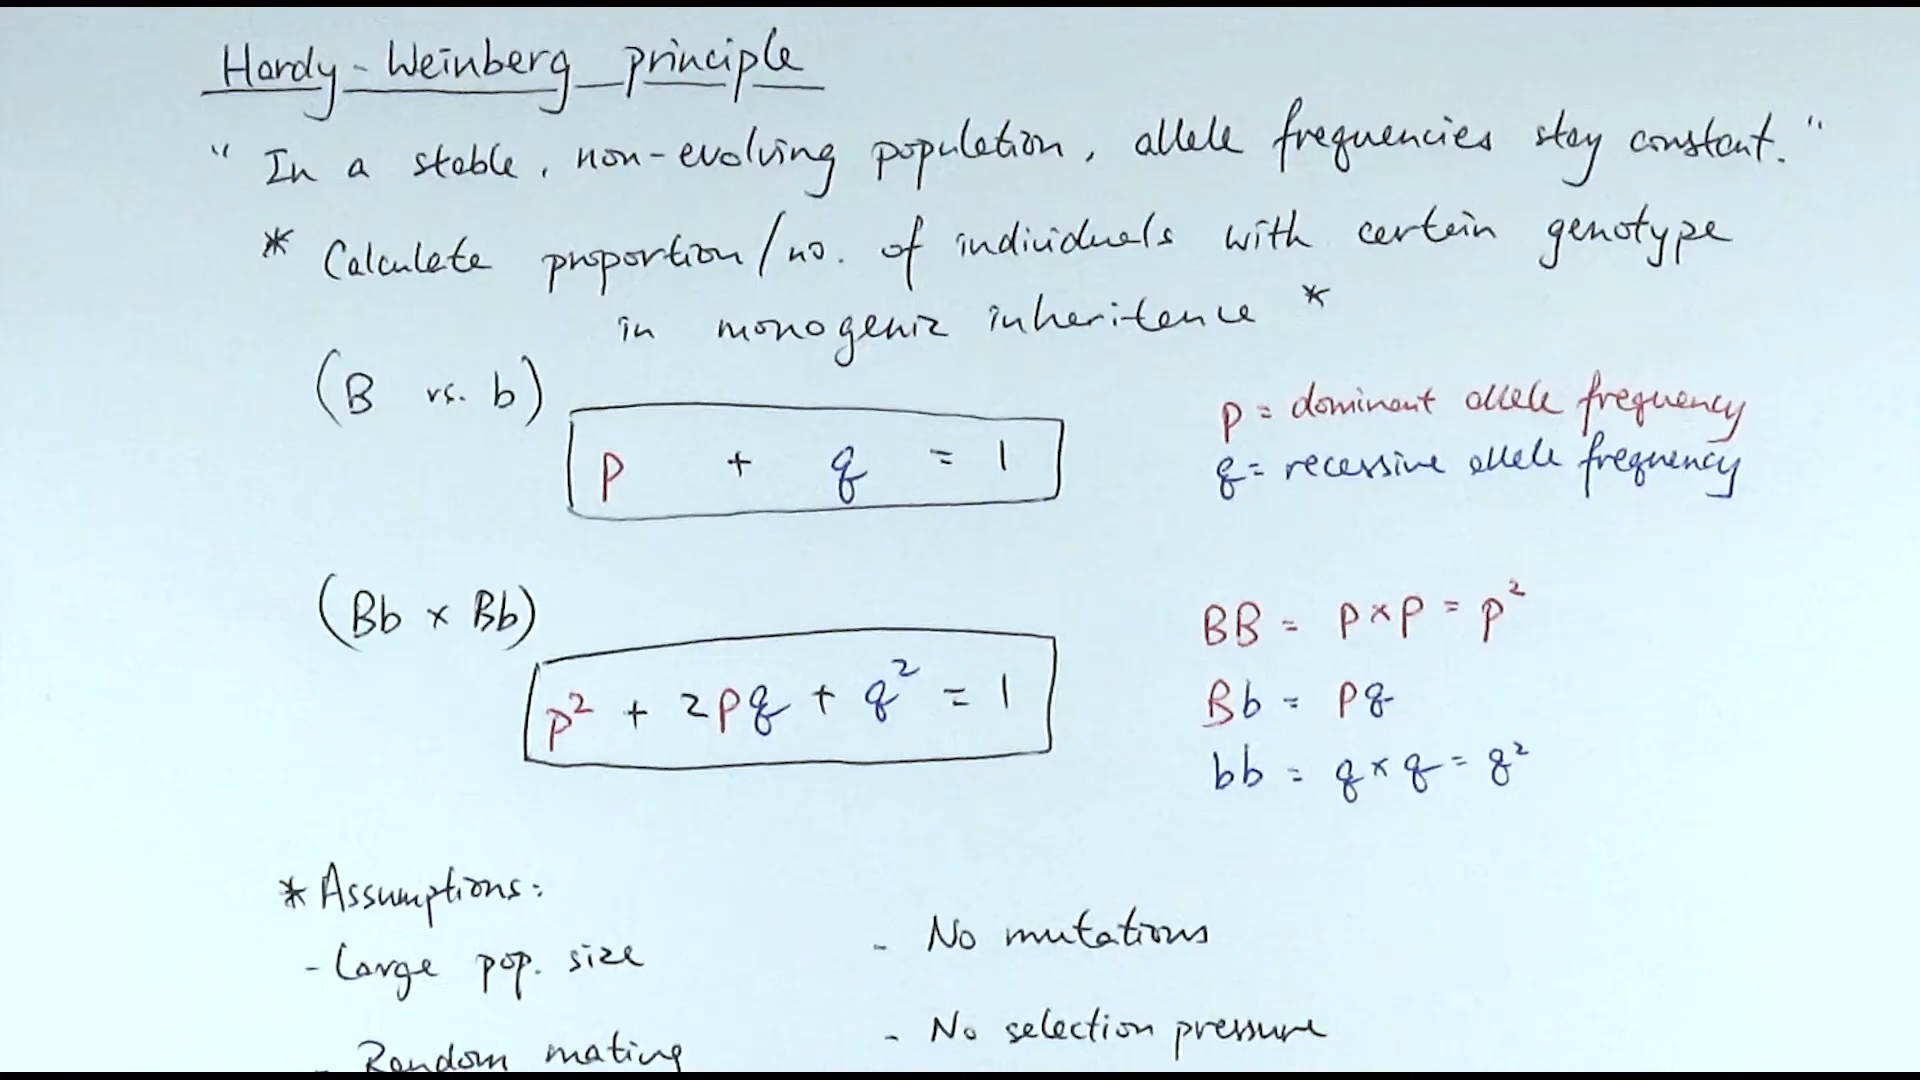 Hardy-Weinberg principle
" In a stable, non-evolving population, allele frequencies stay constant. "
* Calculate proportion/no. of individuals with certain genotype
in monogenic inheritence *
(B vs. b)
p + q = 1
p = dominant allele frequency
q = recessive allele frequency
(Bb × Bb)
p² + 2pq + q² = 1
BB = p×p = p²
Bb = pq
bb = q×q = q²
* Assumptions:
- Large pop. size
- No mutations
- Random mating
- No selection pressure